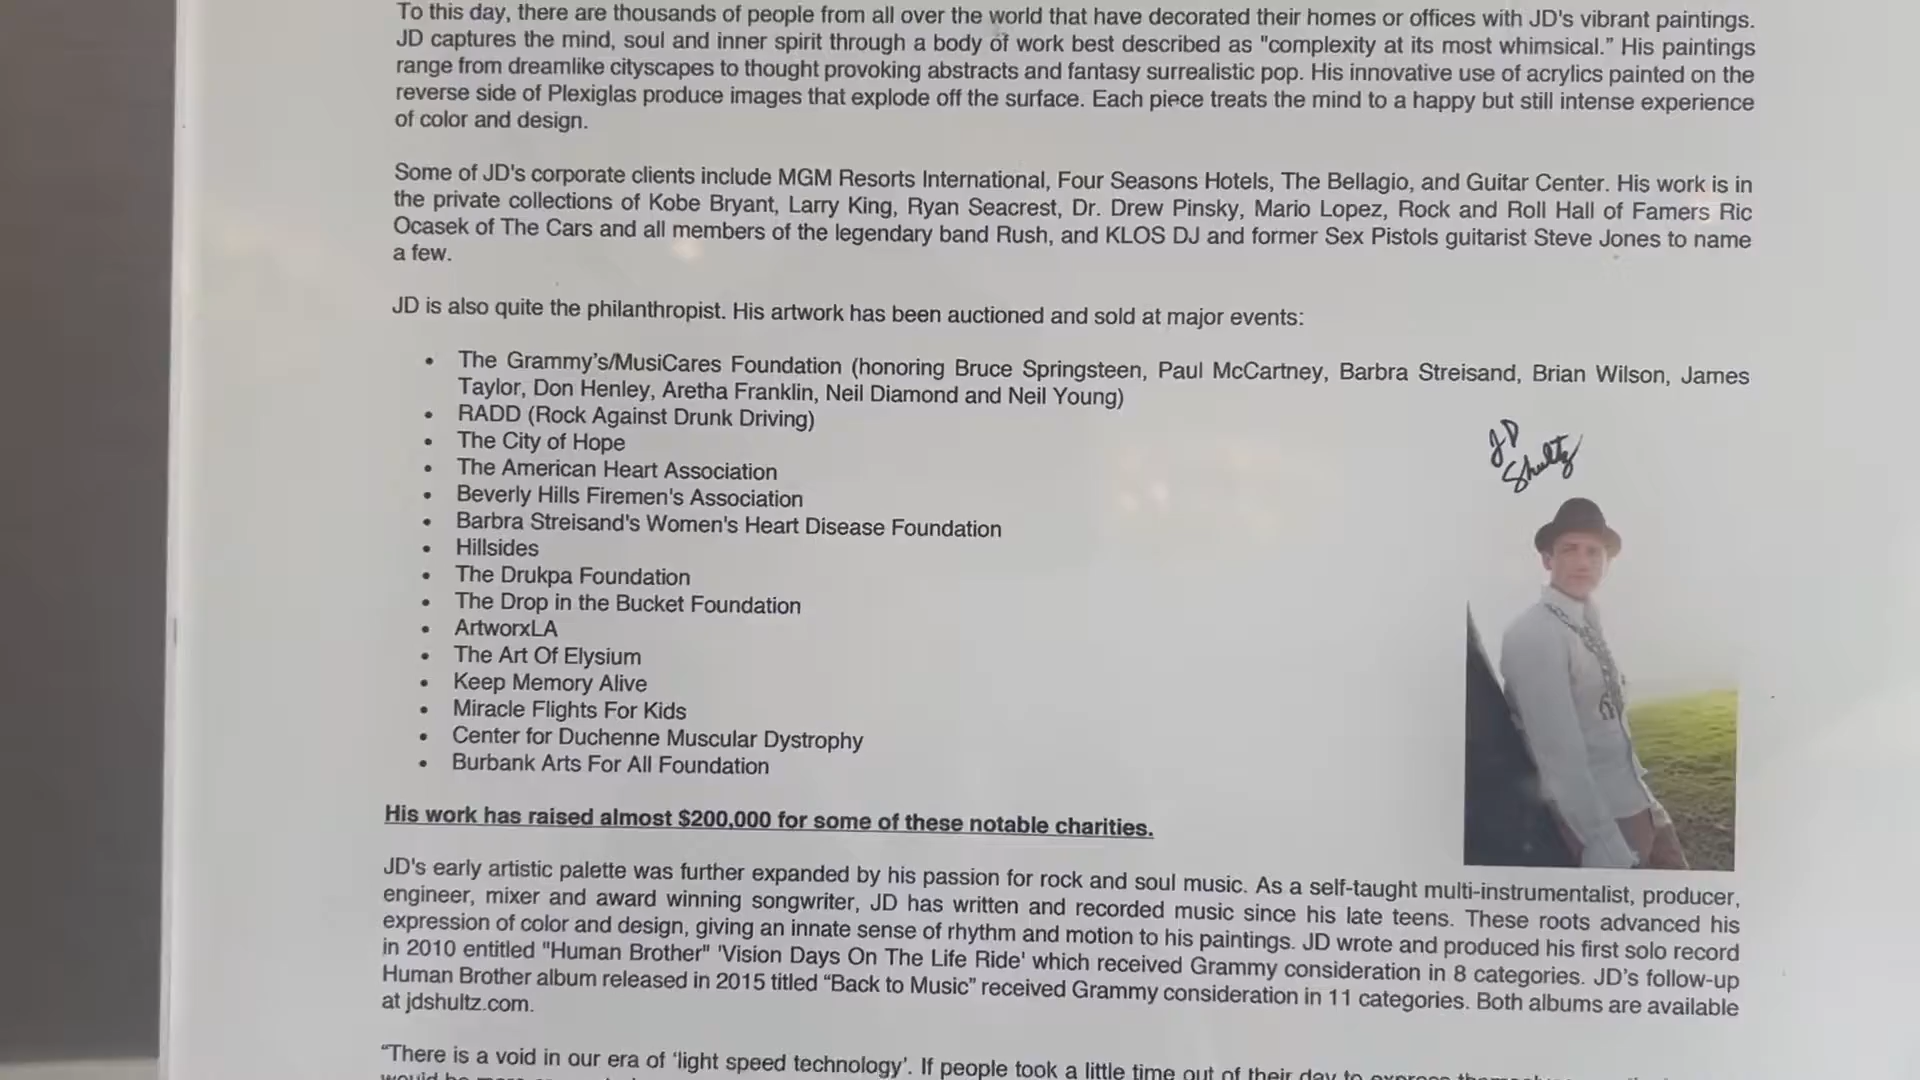 To this day, there are thousands of people from all over the world that have decorated their homes or offices with JD's vibrant paintings.
JD captures the mind, soul and inner spirit through a body of work best described as "complexity at its most whimsical.” His paintings
range from dreamlike cityscapes to thought provoking abstracts and fantasy surrealistic pop. His innovative use of acrylics painted on the
reverse side of Plexiglas produce images that explode off the surface. Each piece treats the mind to a happy but still intense experience
of color and design.
Some of JD's corporate clients include MGM Resorts International, Four Seasons Hotels, The Bellagio, and Guitar Center. His work is in
the private collections of Kobe Bryant, Larry King, Ryan Seacrest, Dr. Drew Pinsky, Mario Lopez, Rock and Roll Hall of Famers Ric
Ocasek of The Cars and all members of the legendary band Rush, and KLOS DJ and former Sex Pistols guitarist Steve Jones to name
a few.
JD is also quite the philanthropist. His artwork has been auctioned and sold at major events:
• The Grammy’s/MusiCares Foundation (honoring Bruce Springsteen, Paul McCartney, Barbra Streisand, Brian Wilson, James
Taylor, Don Henley, Aretha Franklin, Neil Diamond and Neil Young)
• RADD (Rock Against Drunk Driving)
• The City of Hope
• The American Heart Association
• Beverly Hills Firemen's Association
• Barbra Streisand's Women's Heart Disease Foundation
• Hillsides
• The Drukpa Foundation
• The Drop in the Bucket Foundation
• ArtworxLA
• The Art Of Elysium
• Keep Memory Alive
• Miracle Flights For Kids
• Center for Duchenne Muscular Dystrophy
• Burbank Arts For All Foundation
JD
Shultz
His work has raised almost $200,000 for some of these notable charities.
JD's early artistic palette was further expanded by his passion for rock and soul music. As a self-taught multi-instrumentalist, producer,
engineer, mixer and award winning songwriter, JD has written and recorded music since his late teens. These roots advanced his
expression of color and design, giving an innate sense of rhythm and motion to his paintings. JD wrote and produced his first solo record
in 2010 entitled "Human Brother" 'Vision Days On The Life Ride' which received Grammy consideration in 8 categories. JD’s follow-up
Human Brother album released in 2015 titled “Back to Music” received Grammy consideration in 11 categories. Both albums are available
at jdshultz.com.
“There is a void in our era of ‘light speed technology’. If people took a little time out of their day to express